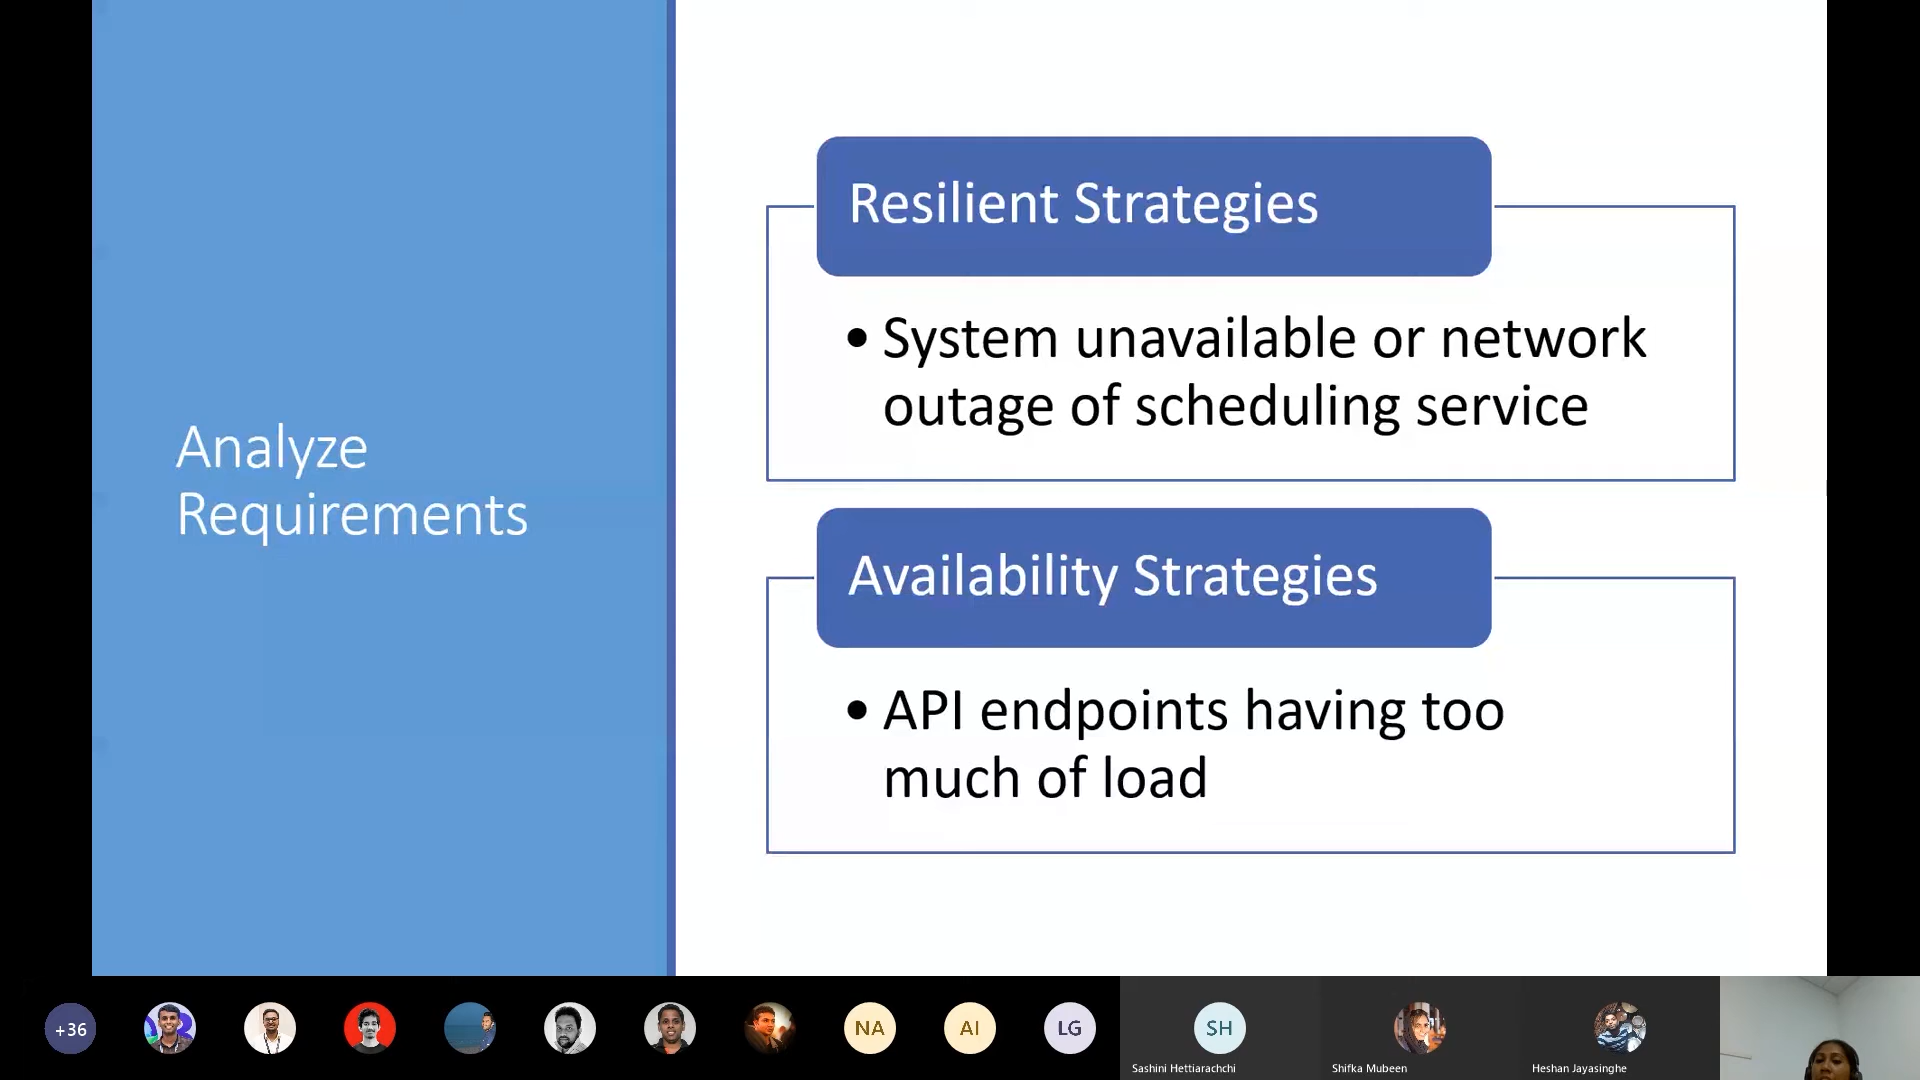 Analyze
Requirements
Resilient Strategies
• System unavailable or network
outage of scheduling service
Availability Strategies
• API endpoints having too
much of load
+36
NA
AI
LG
SH
Sashini Hettiarachchi
Shifka Mubeen
Heshan Jayasinghe